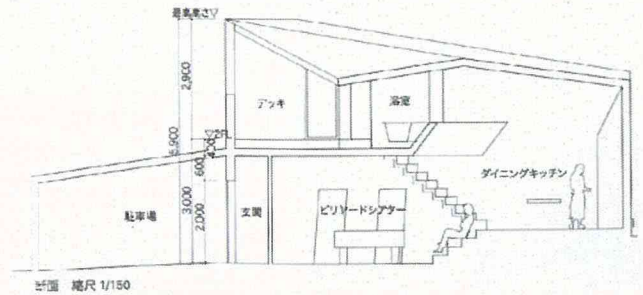 最高高さ▽
2,900
デッキ
浴室
▽2FL
400
5,900
600
ダイニングキッチン
3,000
2,000
駐車場
玄関
ビリヤードシアター
断面 縮尺 1/150